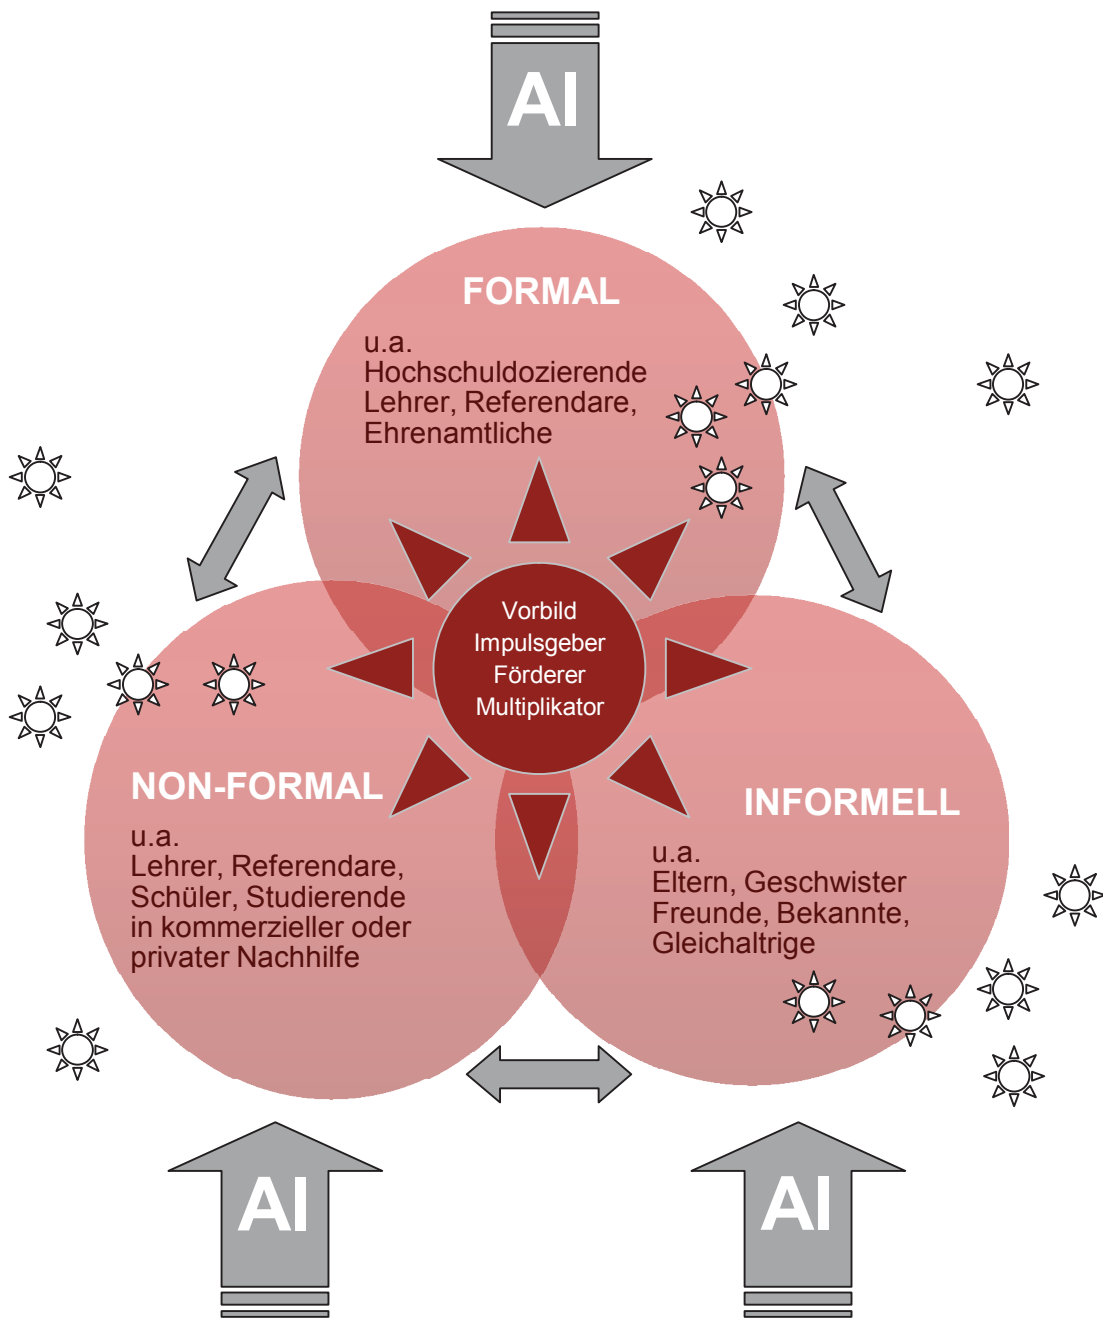 AI
FORMAL
u.a.
Hochschuldozierende
Lehrer, Referendare,
Ehrenamtliche
Vorbild
Impulsgeber
Förderer
Multiplikator
NON-FORMAL
u.a.
Lehrer, Referendare,
Schüler, Studierende
in kommerzieller oder
privater Nachhilfe
INFORMELL
u.a.
Eltern, Geschwister
Freunde, Bekannte,
Gleichaltrige
AI
AI